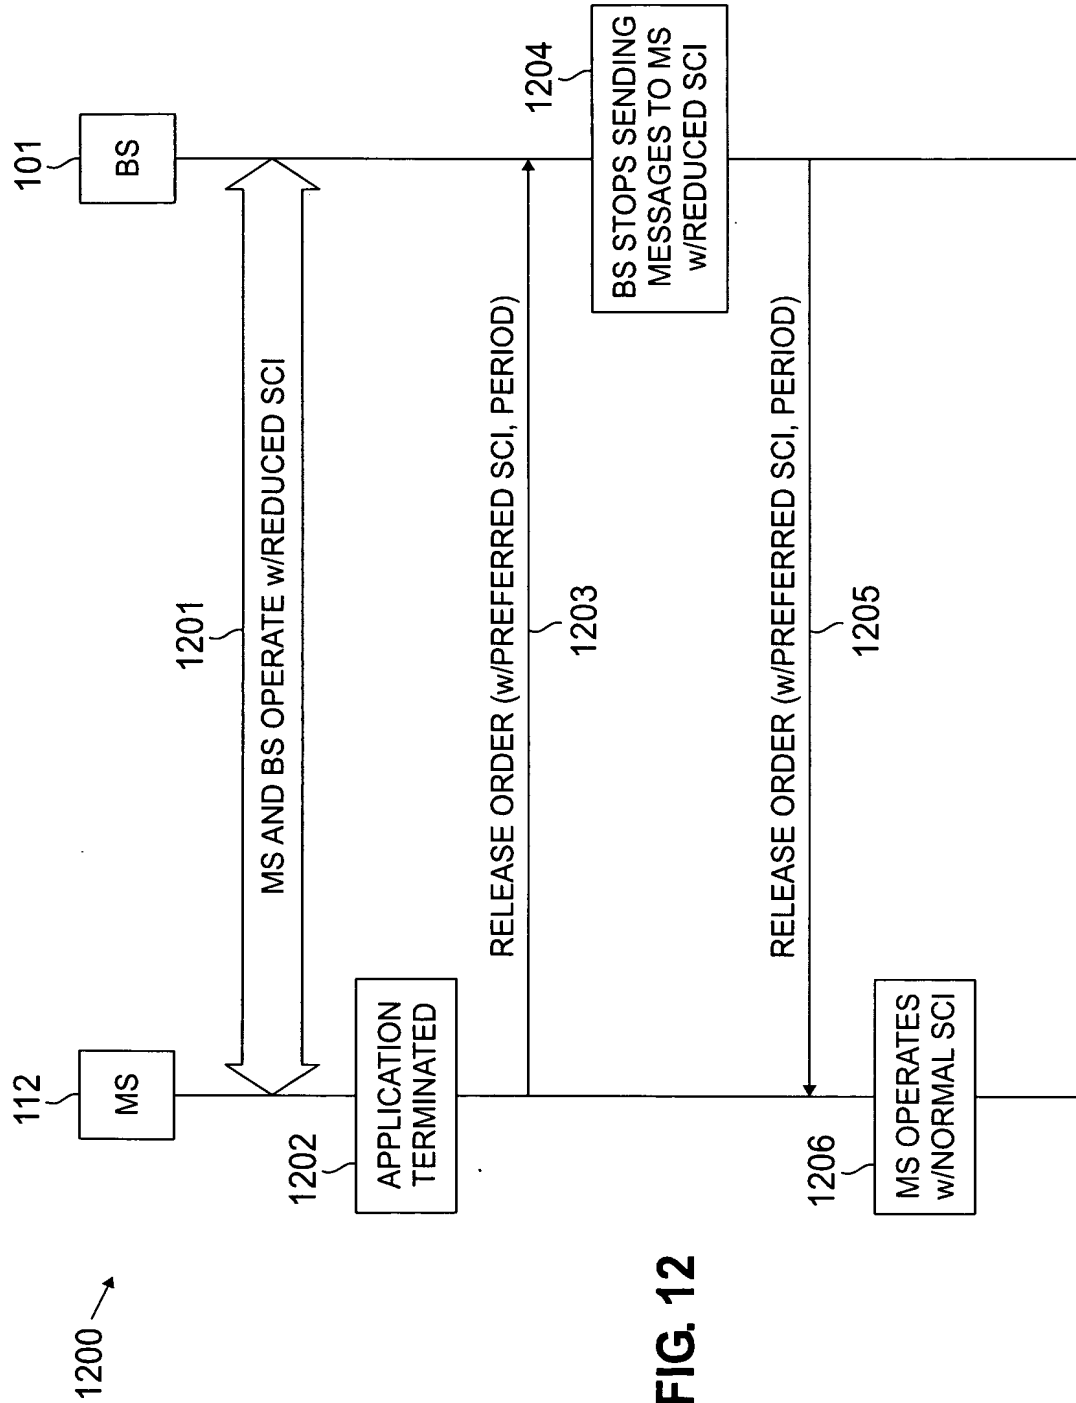 1200
112
MS
101
BS
1201
MS AND BS OPERATE w/REDUCED SCI
1202
APPLICATION
TERMINATED
RELEASE ORDER (w/PREFERRED SCI, PERIOD)
1203
1204
BS STOPS SENDING
MESSAGES TO MS
w/REDUCED SCI
RELEASE ORDER (w/PREFERRED SCI, PERIOD)
1205
1206
MS OPERATES
w/NORMAL SCI
FIG. 12